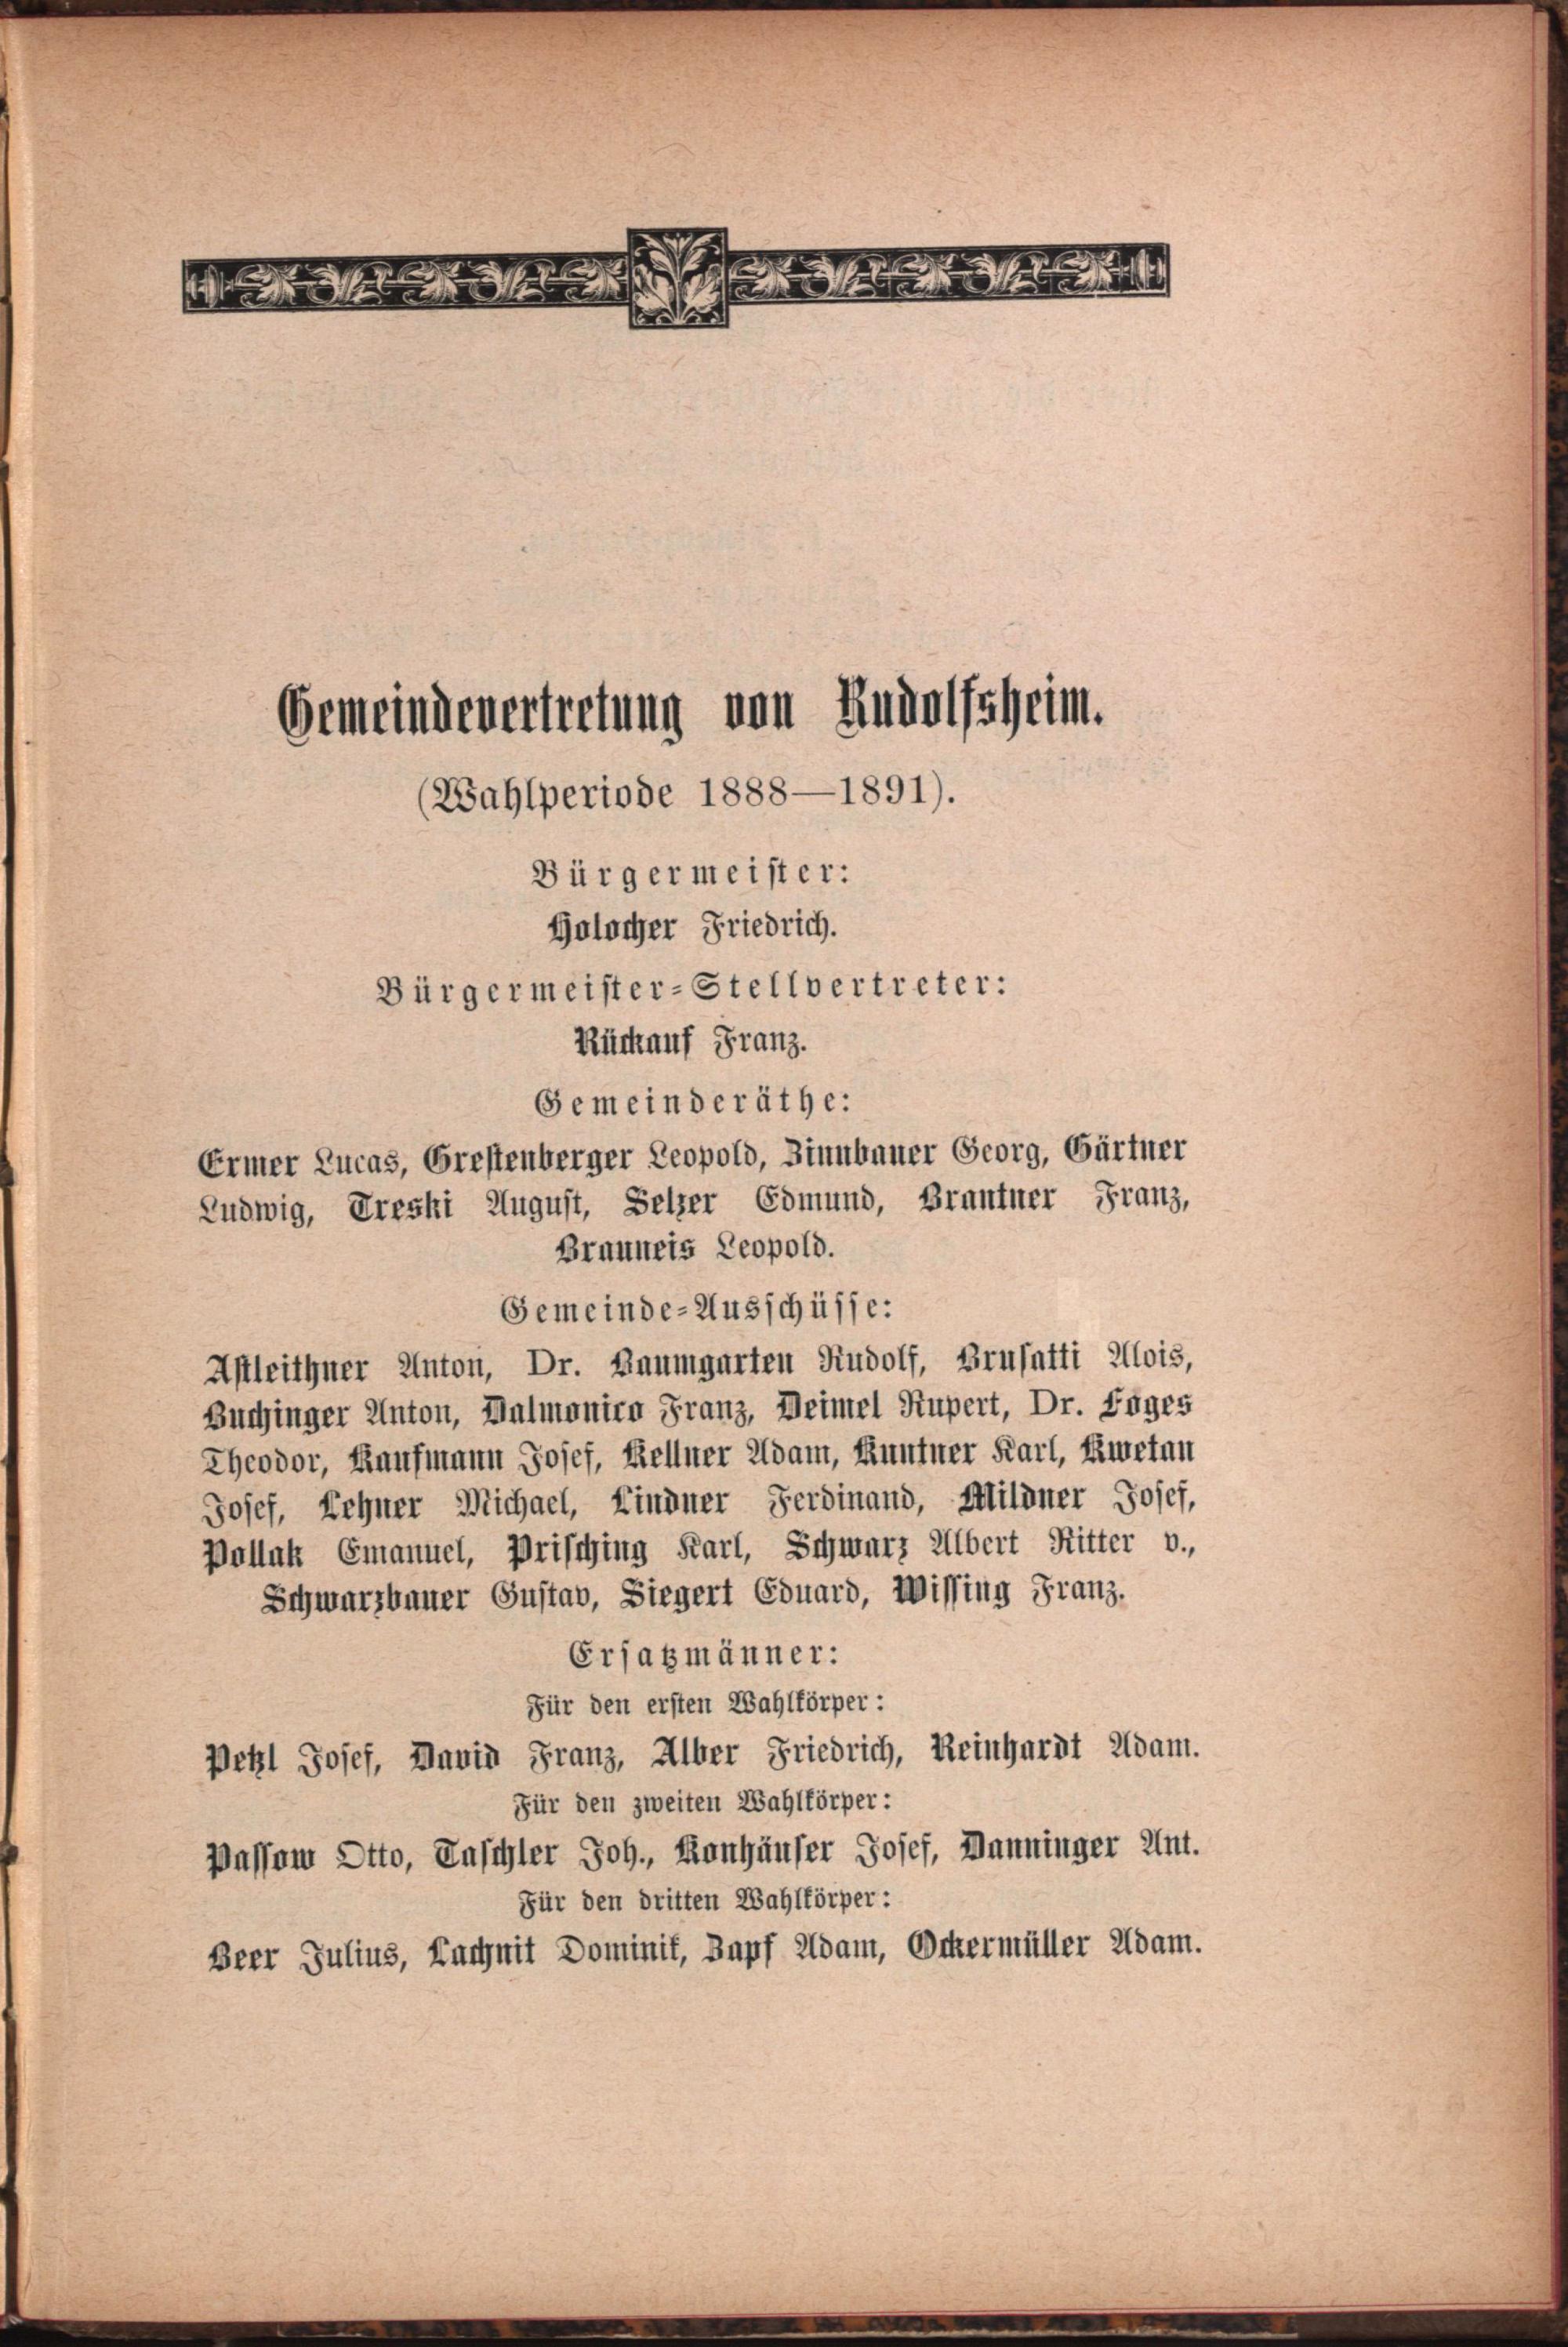 Gemeindevertretung von Rudolfsheim.
(Wahlperiode 1888—1891).
Bürgermeister:
Holocher Friedrich.
Bürgermeister-Stellvertreter:
Rückauf Franz.
Gemeinderäthe:
Ermer Lucas, Grestenberger Leopold, Zinnbauer Georg, Gärtner
Ludwig, Treski August, Selzer Edmund, Brantner Franz,
Brauneis Leopold.
Gemeinde-Ausschüsse:
Astleithner Anton, Dr. Baumgarten Rudolf, Brusatti Alois,
Buchinger Anton, Dalmonico Franz, Deimel Rupert, Dr. Foges
Theodor, Kaufmann Josef, Kellner Adam, Kuntner Karl, Kwetan
Josef, Lehner Michael, Lindner Ferdinand, Mildner Josef,
Pollak Emanuel, Prisching Karl, Schwarz Albert Ritter v.,
Schwarzbauer Gustav, Siegert Eduard, Wissing Franz.
Ersatzmänner:
Für den ersten Wahlkörper:
Petzl Josef, David Franz, Alber Friedrich, Reinhardt Adam.
Für den zweiten Wahlkörper:
Passow Otto, Taschler Joh., Konhäuser Josef, Danninger Ant.
Für den dritten Wahlkörper:
Beer Julius, Lachnit Dominik, Zapf Adam, Ockermüller Adam.